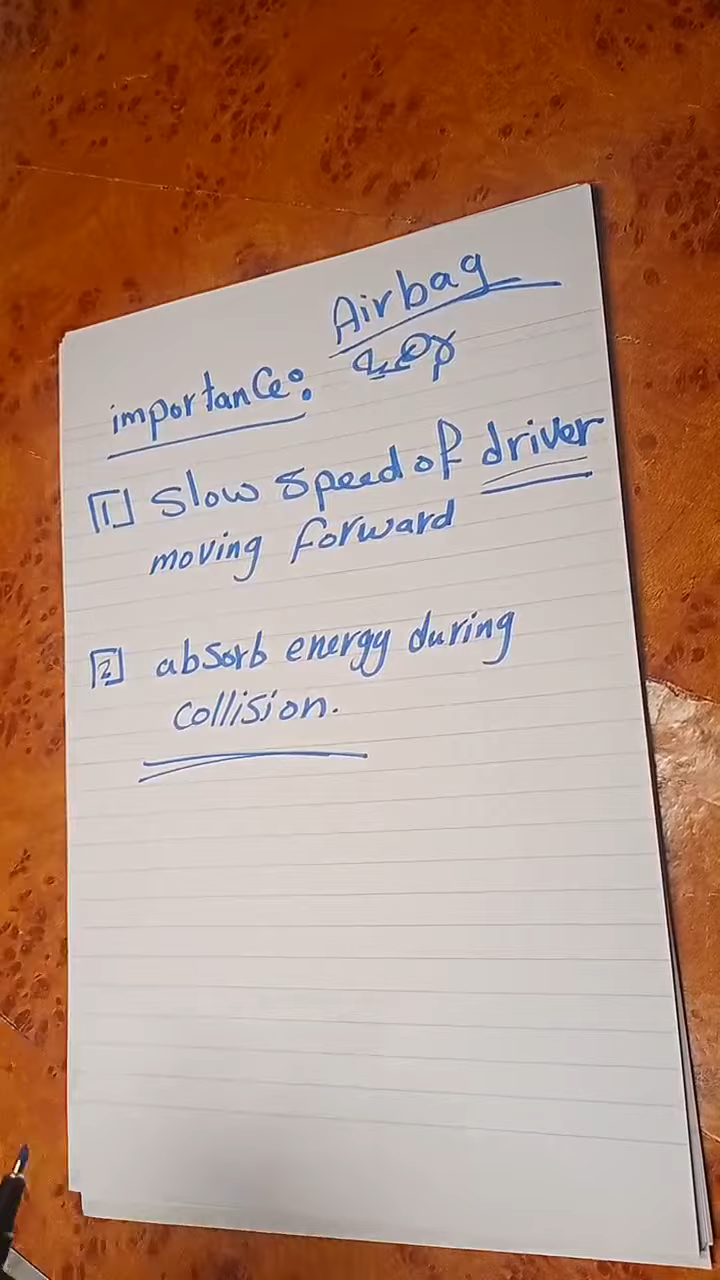 Airbag
importance:
1 Slow speed of driver
moving forward
2 absorb energy during
collision.